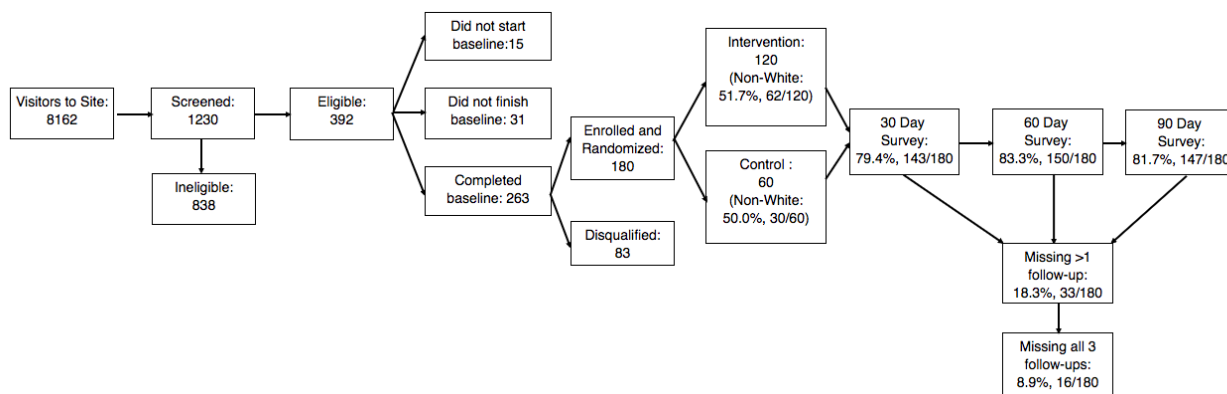 Visitors to Site:
8162
Screened:
1230
Ineligible:
838
Eligible:
392
Did not start
baseline:15
Did not finish
baseline: 31
Completed
baseline: 263
Enrolled and
Randomized:
180
Disqualified:
83
Intervention:
120
(Non-White:
51.7%, 62/120)
Control :
60
(Non-White:
50.0%, 30/60)
30 Day
Survey:
79.4%, 143/180
60 Day
Survey:
83.3%, 150/180
90 Day
Survey:
81.7%, 147/180
Missing >1
follow-up:
18.3%, 33/180
Missing all 3
follow-ups:
8.9%, 16/180